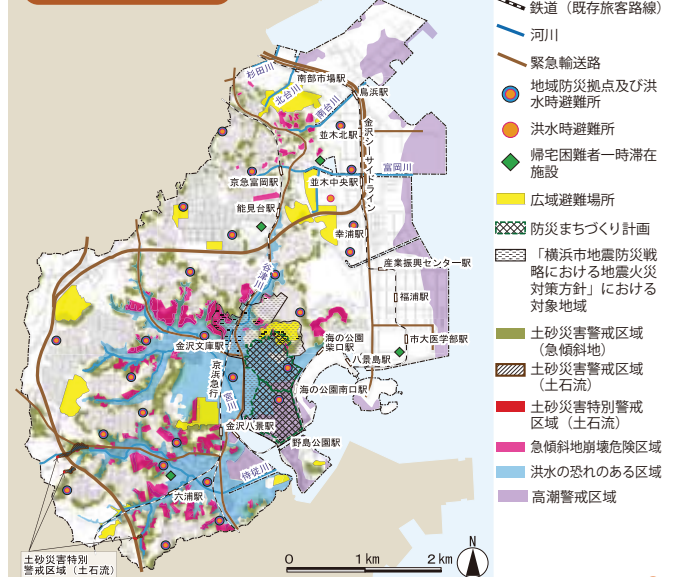 鉄道（既存旅客路線）
河川
緊急輸送路
地域防災拠点及び洪
水時避難所
洪水時避難所
帰宅困難者一時滞在
施設
広域避難場所
防災まちづくり計画
「横浜市地震防災戦
略における地震火災
対策方針」における
対象地域
土砂災害警戒区域
（急傾斜地）
土砂災害警戒区域
（土石流）
土砂災害特別警戒
区域（土石流）
急傾斜地崩壊危険区域
洪水の恐れのある区域
高潮警戒区域
杉田川
南部市場駅
北台川
南台川
鳥浜駅
並木北駅
金沢シーサイドライン
富岡川
京急富岡駅
並木中央駅
能見台駅
幸浦駅
谷津川
産業振興センター駅
福浦駅
金沢文庫駅
海の公園
柴口駅
市大医学部駅
八景島駅
京浜急行
宮川
海の公園南口駅
金沢八景駅
野島公園駅
侍従川
六浦駅
土砂災害特別
警戒区域（土石流）
0 1km 2km
N